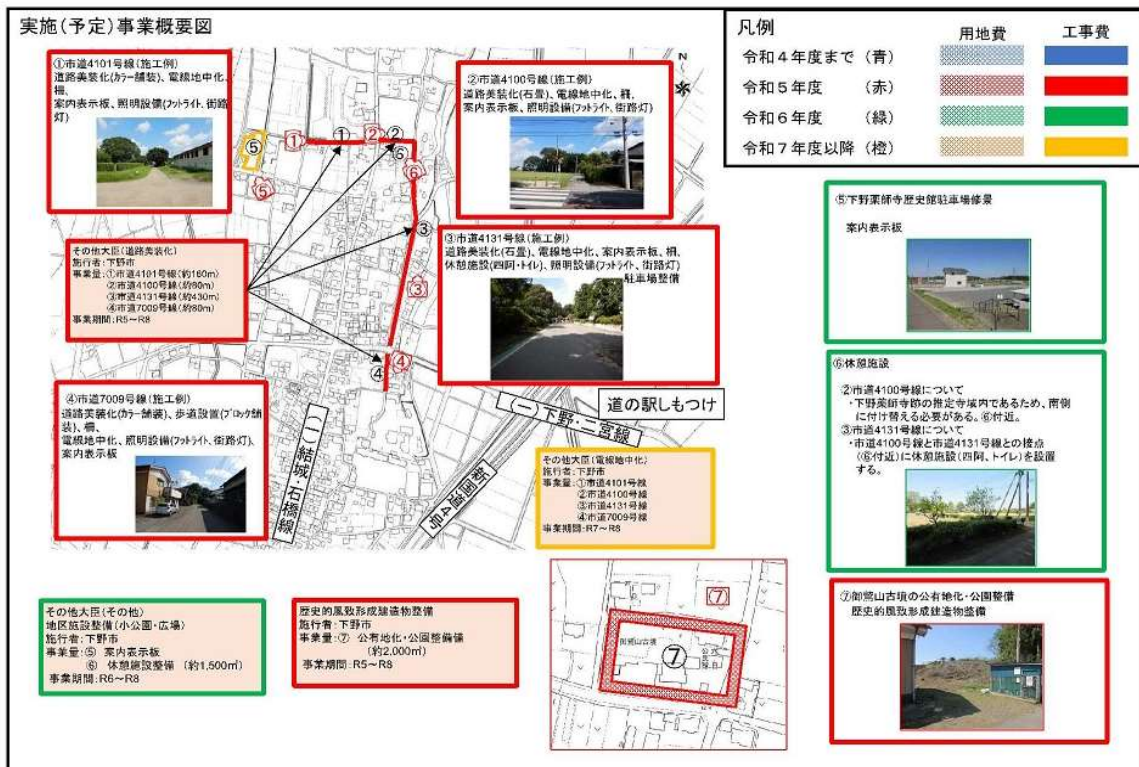 実施(予定)事業概要図
凡例
用地費
工事費
令和4年度まで (青)
令和5年度 (赤)
令和6年度 (緑)
令和7年度以降 (橙)
①市道4101号線(施工例)
道路美装化(カラー舗装)、電線地中化、
柵、
案内表示板、照明設備(フットライト、街路
灯)
②市道4100号線(施工例)
道路美装化(石畳)、電線地中化、柵、
案内表示板、照明設備(フットライト、街路灯)
③市道4131号線(施工例)
道路美装化(石畳)、電線地中化、案内表示板、柵、
休憩施設(四阿・トイレ)、照明設備(フットライト、街路灯)
駐車場整備
その他大臣(道路美装化)
施行者:下野市
事業量:①市道4101号線(約160m)
②市道4100号線(約80m)
③市道4131号線(約430m)
④市道7009号線(約80m)
事業期間:R5~R8
④市道7009号線(施工例)
道路美装化(カラー舗装)、歩道設置(ブロック舗
装)、柵、
電線地中化、照明設備(フットライト、街路灯)、
案内表示板
① ① ② ②
⑤ ⑥
⑥
⑤
③
③
④
④
N
道の駅しもつけ
(一)下野・二宮線
新国道4号
(一)結城・石橋線
その他大臣(電線地中化)
施行者:下野市
事業量:①市道4101号線
②市道4100号線
③市道4131号線
④市道7009号線
事業期間:R7~R8
⑤下野薬師寺歴史館駐車場修景
案内表示板
⑥休憩施設
②市道4100号線について
・下野薬師寺跡の推定寺域内であるため、南側
に付け替える必要がある。⑥付近。
③市道4131号線について
・市道4100号線と市道4131号線との接点
(⑥付近)に休憩施設(四阿、トイレ)を設置
する。
⑦御鷲山古墳の公有地化・公園整備
歴史的風致形成建造物整備
その他大臣(その他)
地区施設整備(小公園・広場)
施行者:下野市
事業量:⑤ 案内表示板
⑥ 休憩施設整備 (約1,500㎡)
事業期間:R6~R8
歴史的風致形成建造物整備
施行者:下野市
事業量:⑦ 公有地化・公園整備備
(約2,000㎡)
事業期間:R5~R8
⑦
御鷲山古墳
⑦